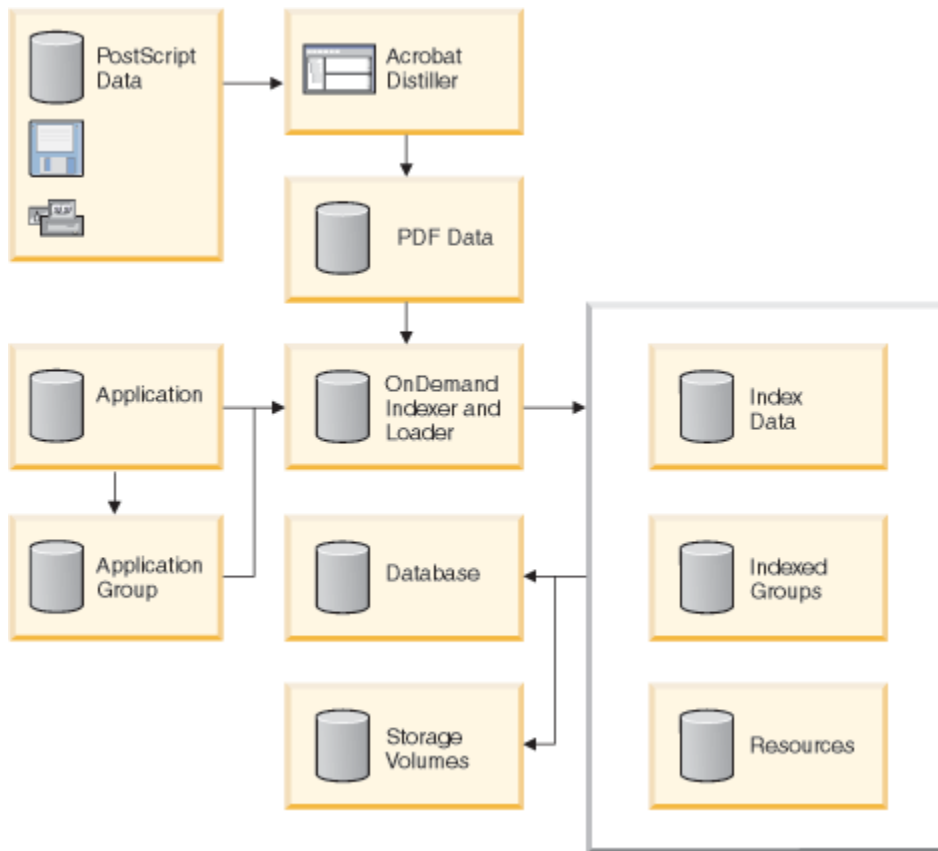 PostScript
Data
Acrobat
Distiller
PDF Data
Application
OnDemand
Indexer and
Loader
Index
Data
Application
Group
Database
Indexed
Groups
Storage
Volumes
Resources